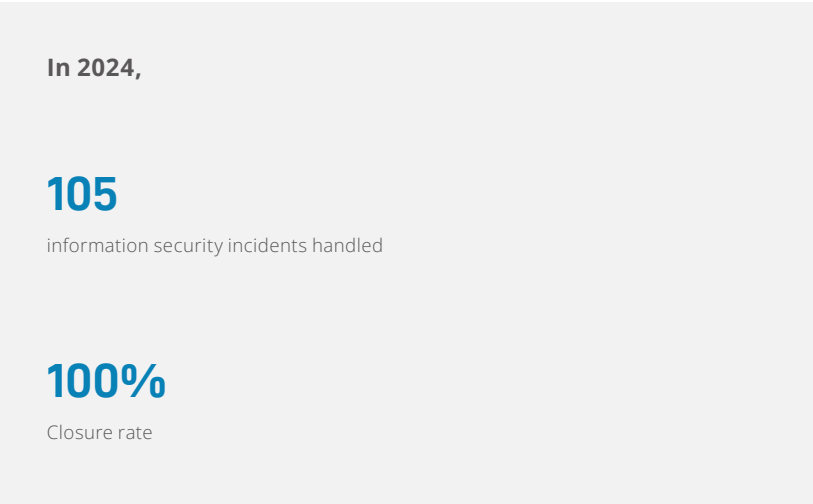 In 2024,
105
information security incidents handled
100%
Closure rate